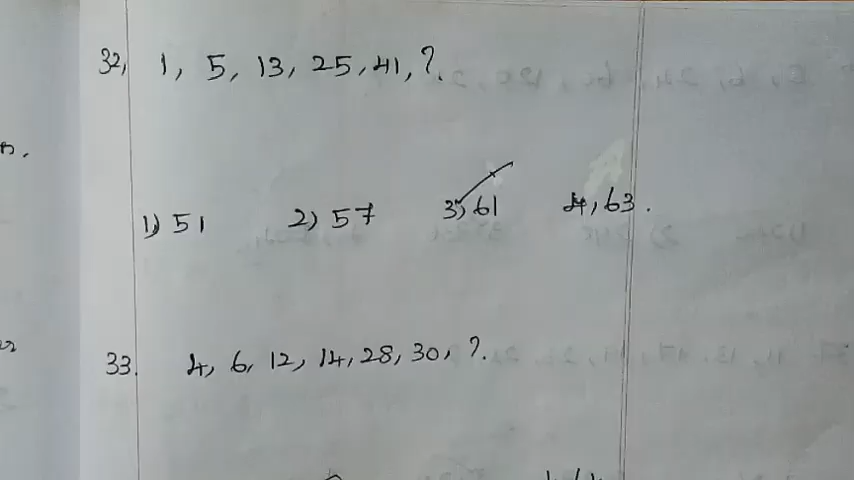 32, 1, 5, 13, 25, 41, ?.
1) 51 2) 57 3) 61 4, 63.
33. 4, 6, 12, 14, 28, 30, ?.